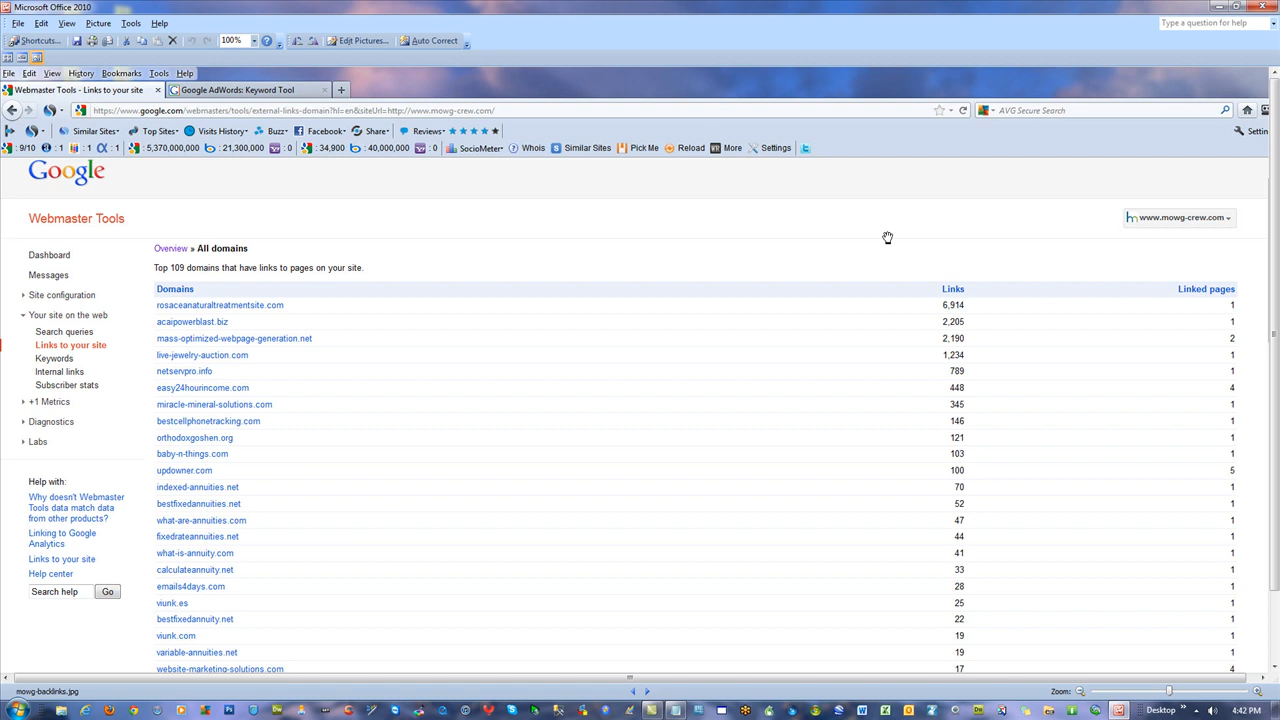 Microsoft Office 2010
File Edit View Picture Tools Help
Type a question for help
Shortcuts... 100% Edit Pictures... Auto Correct
File Edit View History Bookmarks Tools Help
Webmaster Tools - Links to your site × Google AdWords: Keyword Tool × +
https://www.google.com/webmasters/tools/external-links-domain?hl=en&siteUrl=http://www.mowg-crew.com/ AVG Secure Search
Similar Sites Top Sites Visits History Buzz Facebook Share Reviews Settin
: 9/10 : 1 : 1 : 1 : 5,370,000,000 : 21,300,000 : 0 : 34,900 : 40,000,000 : 0 SocioMeter Whois Similar Sites Pick Me Reload More Settings
Google
Webmaster Tools
www.mowg-crew.com
Dashboard
Messages
Site configuration
Your site on the web
Search queries
Links to your site
Keywords
Internal links
Subscriber stats
+1 Metrics
Diagnostics
Labs
Help with:
Why doesn't Webmaster
Tools data match data
from other products?
Linking to Google
Analytics
Links to your site
Help center
Search help Go
Overview » All domains
Top 109 domains that have links to pages on your site.
Domains Links Linked pages
rosaceanaturaltreatmentsite.com 6,914 1
acaipowerblast.biz 2,205 1
mass-optimized-webpage-generation.net 2,190 2
live-jewelry-auction.com 1,234 1
netservpro.info 789 1
easy24hourincome.com 448 4
miracle-mineral-solutions.com 345 1
bestcellphonetracking.com 146 1
orthodoxgoshen.org 121 1
baby-n-things.com 103 1
updowner.com 100 5
indexed-annuities.net 70 1
bestfixedannuities.net 52 1
what-are-annuities.com 47 1
fixedrateannuities.net 44 1
what-is-annuity.com 41 1
calculateannuity.net 33 1
emails4days.com 28 1
viunk.es 25 1
bestfixedannuity.net 22 1
viunk.com 19 1
variable-annuities.net 19 1
website-marketing-solutions.com 17 4
mowg-backlinks.jpg Zoom:
Desktop » 4:42 PM